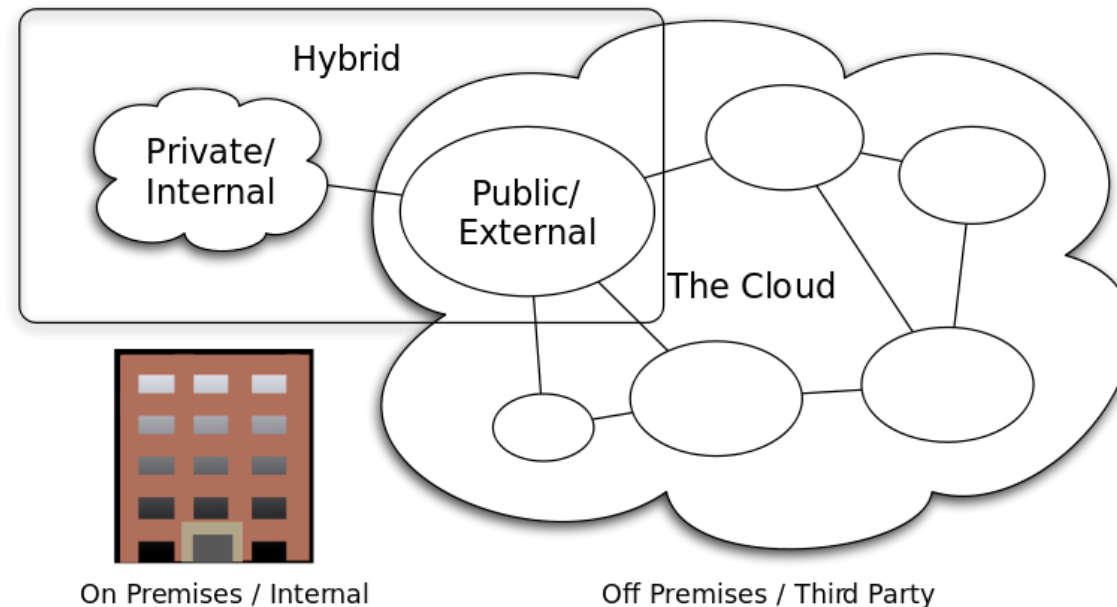 Hybrid
Private/
Internal
Public/
External
The Cloud
On Premises / Internal
Off Premises / Third Party